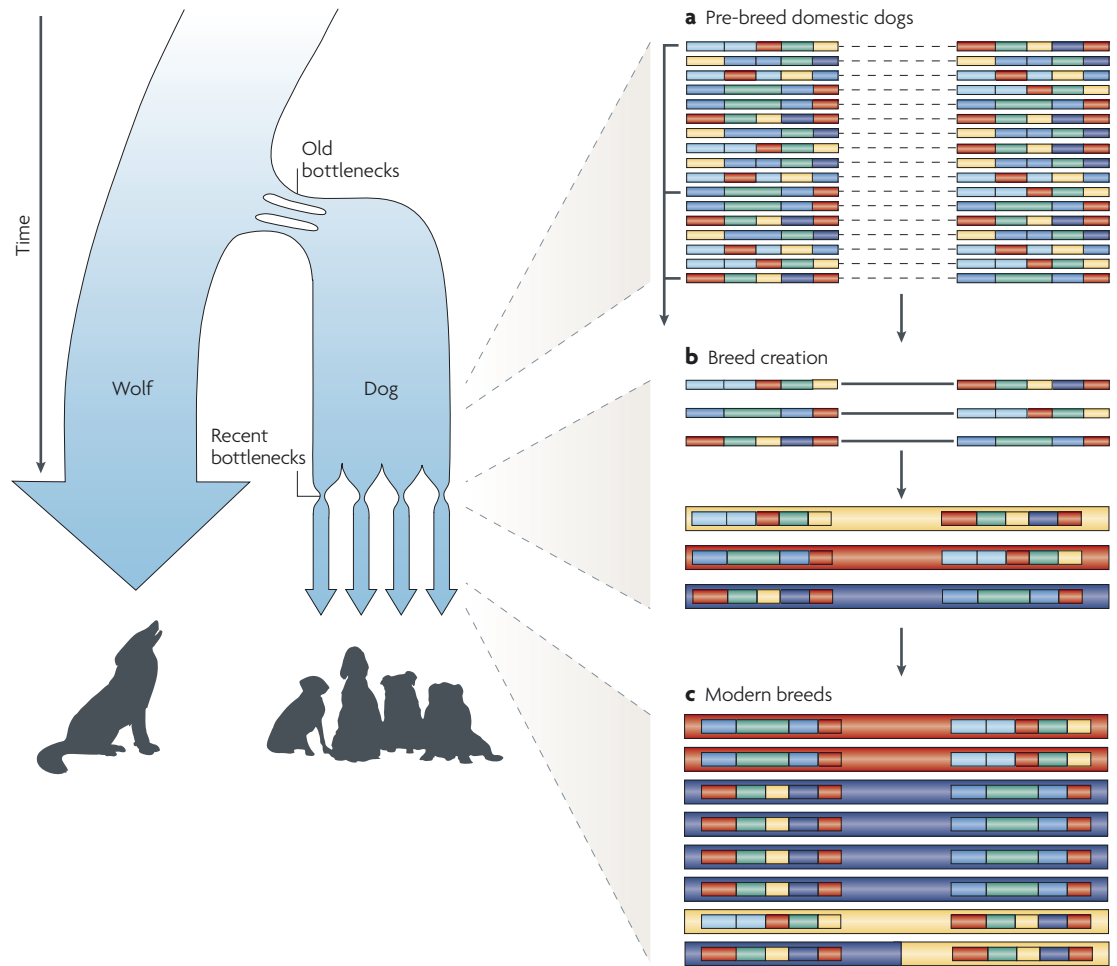 Time
Old
bottlenecks
Wolf
Dog
Recent
bottlenecks
a Pre-breed domestic dogs
b Breed creation
c Modern breeds